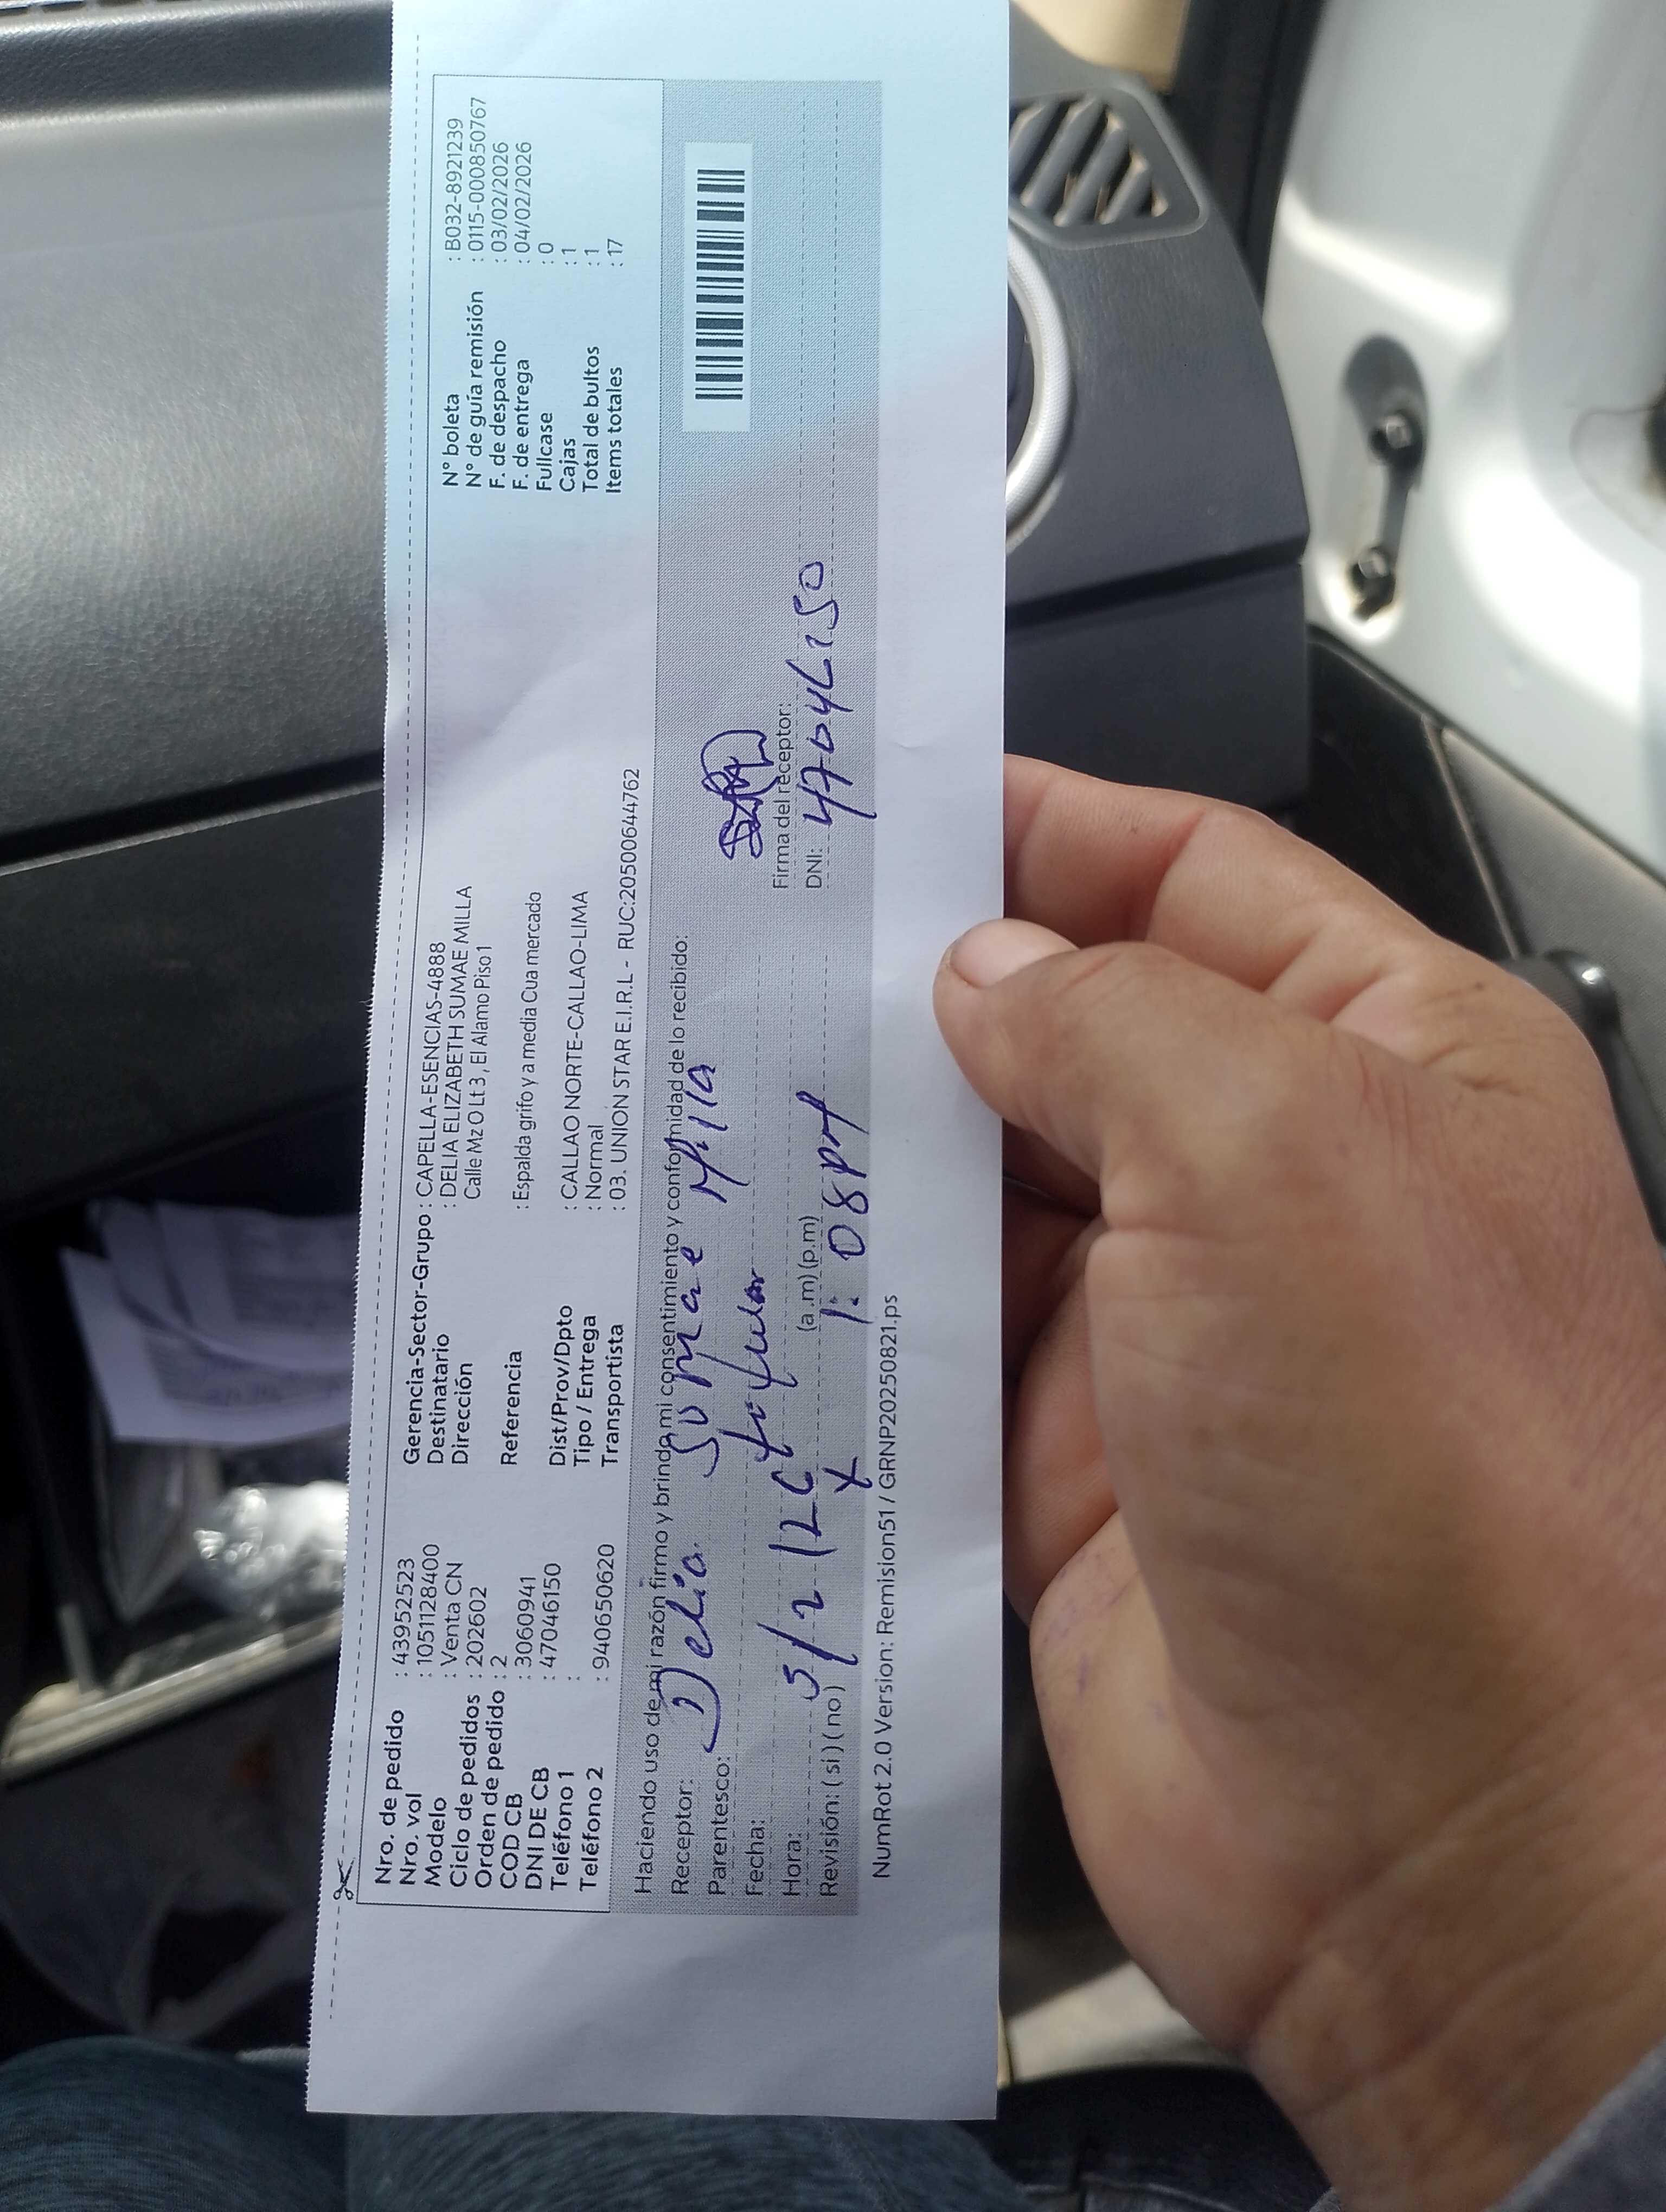 Nro. de pedido : 43952523
Nro. vol : 1051128400
Modelo : Venta CN
Ciclo de pedidos : 202602
Orden de pedido : 2
COD CB : 3060941
DNI DE CB : 47046150
Teléfono 1 :
Teléfono 2 : 940650620
Gerencia-Sector-Grupo : CAPELLA-ESENCIAS-4888
Destinatario : DELIA ELIZABETH SUMAE MILLA
Dirección Calle Mz O Lt 3, El Alamo Piso 1
Referencia : Espalda grifo y a media Cua mercado
Dist/Prov/Dpto : CALLAO NORTE-CALLAO-LIMA
Tipo / Entrega : Normal
Transportista : 03. UNION STAR E.I.R.L - RUC:20500644762
N° boleta : B032-8921239
N° de guía remisión : 0115-0000850767
F. de despacho : 03/02/2026
F. de entrega : 04/02/2026
Fullcase : 0
Cajas : 1
Total de bultos : 1
Items totales : 17
Haciendo uso de mi razón firmo y brindo mi consentimiento y conformidad de lo recibido:
Receptor: Delia Sumae Milla
Parentesco: titular
Fecha: 5/2/26
Hora: (a.m) (p.m) 1:08 pm
Revisión: ( si ) ( no ) X
Firma del receptor:
DNI: 47046150
NumRot 2.0 Version: Remision51 / GRNP20250821.ps